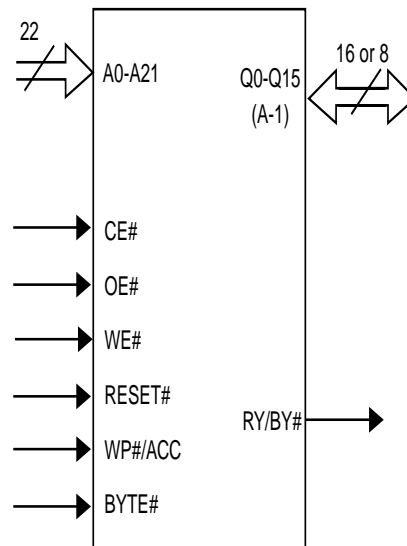 22
16 or 8
A0-A21
Q0-Q15
(A-1)
CE#
OE#
WE#
RESET#
RY/BY#
WP#/ACC
BYTE#